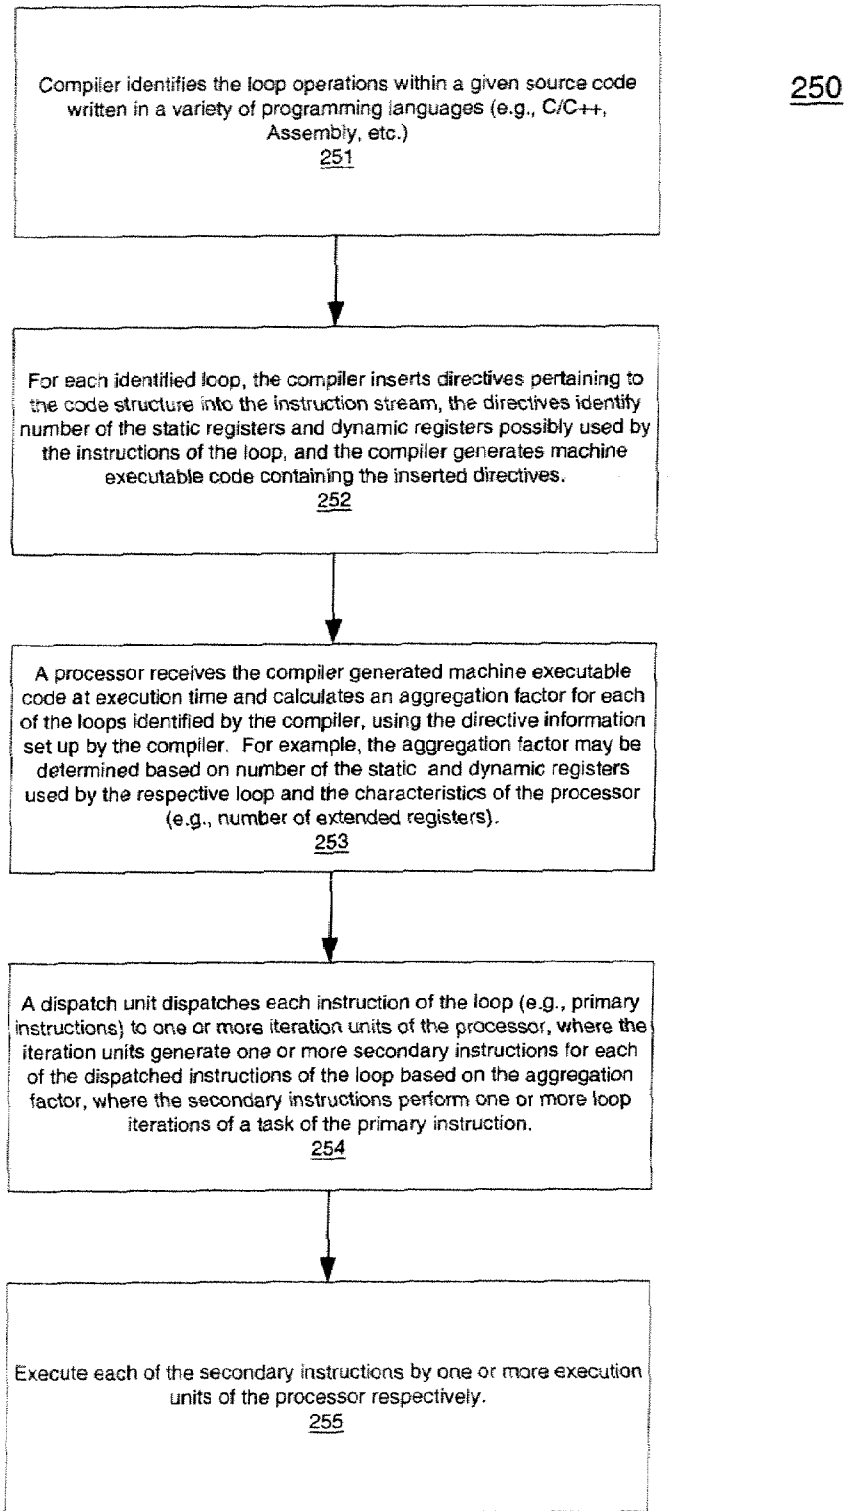 250
Compiler identifies the loop operations within a given source code
written in a variety of programming languages (e.g., C/C++,
Assembly, etc.)
251
For each identified loop, the compiler inserts directives pertaining to
the code structure into the instruction stream, the directives identify
number of the static registers and dynamic registers possibly used by
the instructions of the loop, and the compiler generates machine
executable code containing the inserted directives.
252
A processor receives the compiler generated machine executable
code at execution time and calculates an aggregation factor for each
of the loops identified by the compiler, using the directive information
set up by the compiler. For example, the aggregation factor may be
determined based on number of the static and dynamic registers
used by the respective loop and the characteristics of the processor
(e.g., number of extended registers).
253
A dispatch unit dispatches each instruction of the loop (e.g., primary
instructions) to one or more iteration units of the processor, where the
iteration units generate one or more secondary instructions for each
of the dispatched instructions of the loop based on the aggregation
factor, where the secondary instructions perform one or more loop
iterations of a task of the primary instruction.
254
Execute each of the secondary instructions by one or more execution
units of the processor respectively.
255